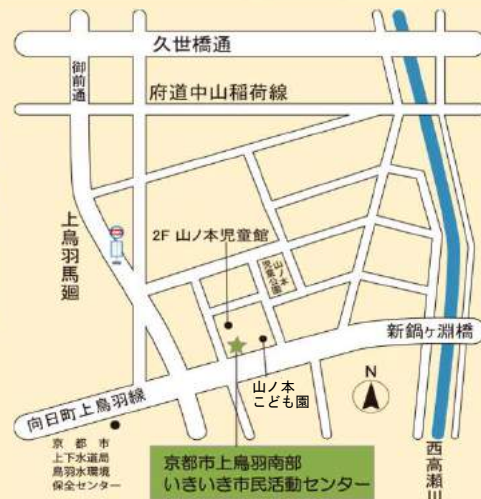 久世橋通
御前通
府道中山稲荷線
上鳥羽馬廻
2F 山ノ本児童館
山ノ本
児童公園
新鍋ヶ淵橋
山ノ本
こども園
N
向日町上鳥羽線
京都市
上下水道局
鳥羽水環境
保全センター
京都市上鳥羽南部
いきいき市民活動センター
西高瀬川